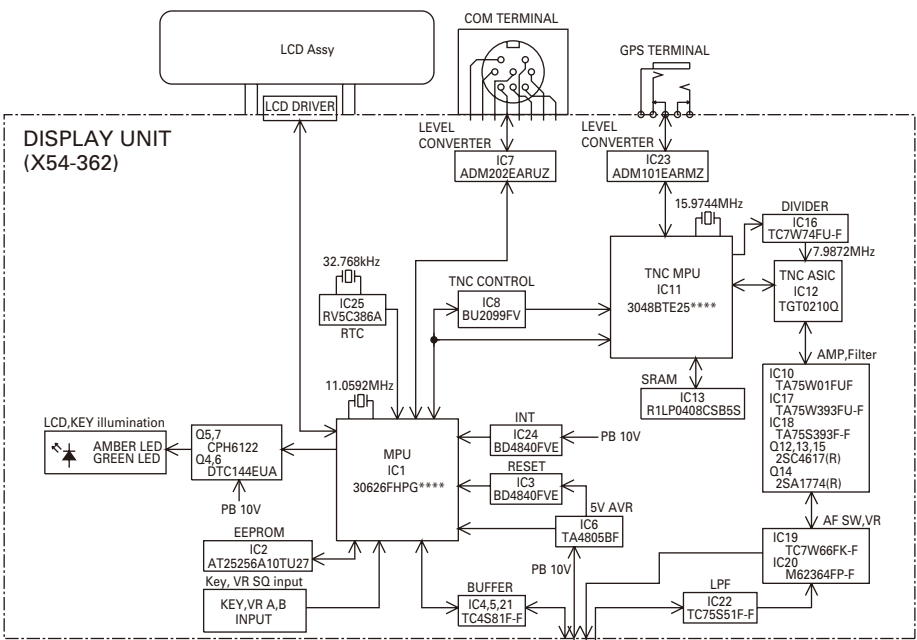 COM TERMINAL
LCD Assy
GPS TERMINAL
LCD DRIVER
DISPLAY UNIT
(X54-362)
LEVEL
CONVERTER
IC7
ADM202EARUZ
LEVEL
CONVERTER
IC23
ADM101EARMZ
15.9744MHz
DIVIDER
IC16
TC7W74FU-F
7.9872MHz
32.768kHz
IC25
RV5C386A
RTC
TNC CONTROL
IC8
BU2099FV
TNC MPU
IC11
3048BTE25****
TNC ASIC
IC12
TGT0210Q
SRAM
IC13
R1LP0408CSB5S
AMP,Filter
IC10
TA75W01FUF
IC17
TA75W393FU-F
IC18
TA75S393F-F
Q12,13,15
2SC4617(R)
Q14
2SA1774(R)
11.0592MHz
LCD,KEY illumination
AMBER LED
GREEN LED
Q5,7
CPH6122
Q4,6
DTC144EUA
PB 10V
MPU
IC1
30626FHPG****
INT
IC24
BD4840FVE
PB 10V
RESET
IC3
BD4840FVE
5V AVR
IC6
TA4805BF
PB 10V
EEPROM
IC2
AT25256A10TU27
Key, VR SQ input
KEY,VR A,B
INPUT
BUFFER
IC4,5,21
TC4S81F-F
LPF
IC22
TC75S51F-F
AF SW,VR
IC19
TC7W66FK-F
IC20
M62364FP-F